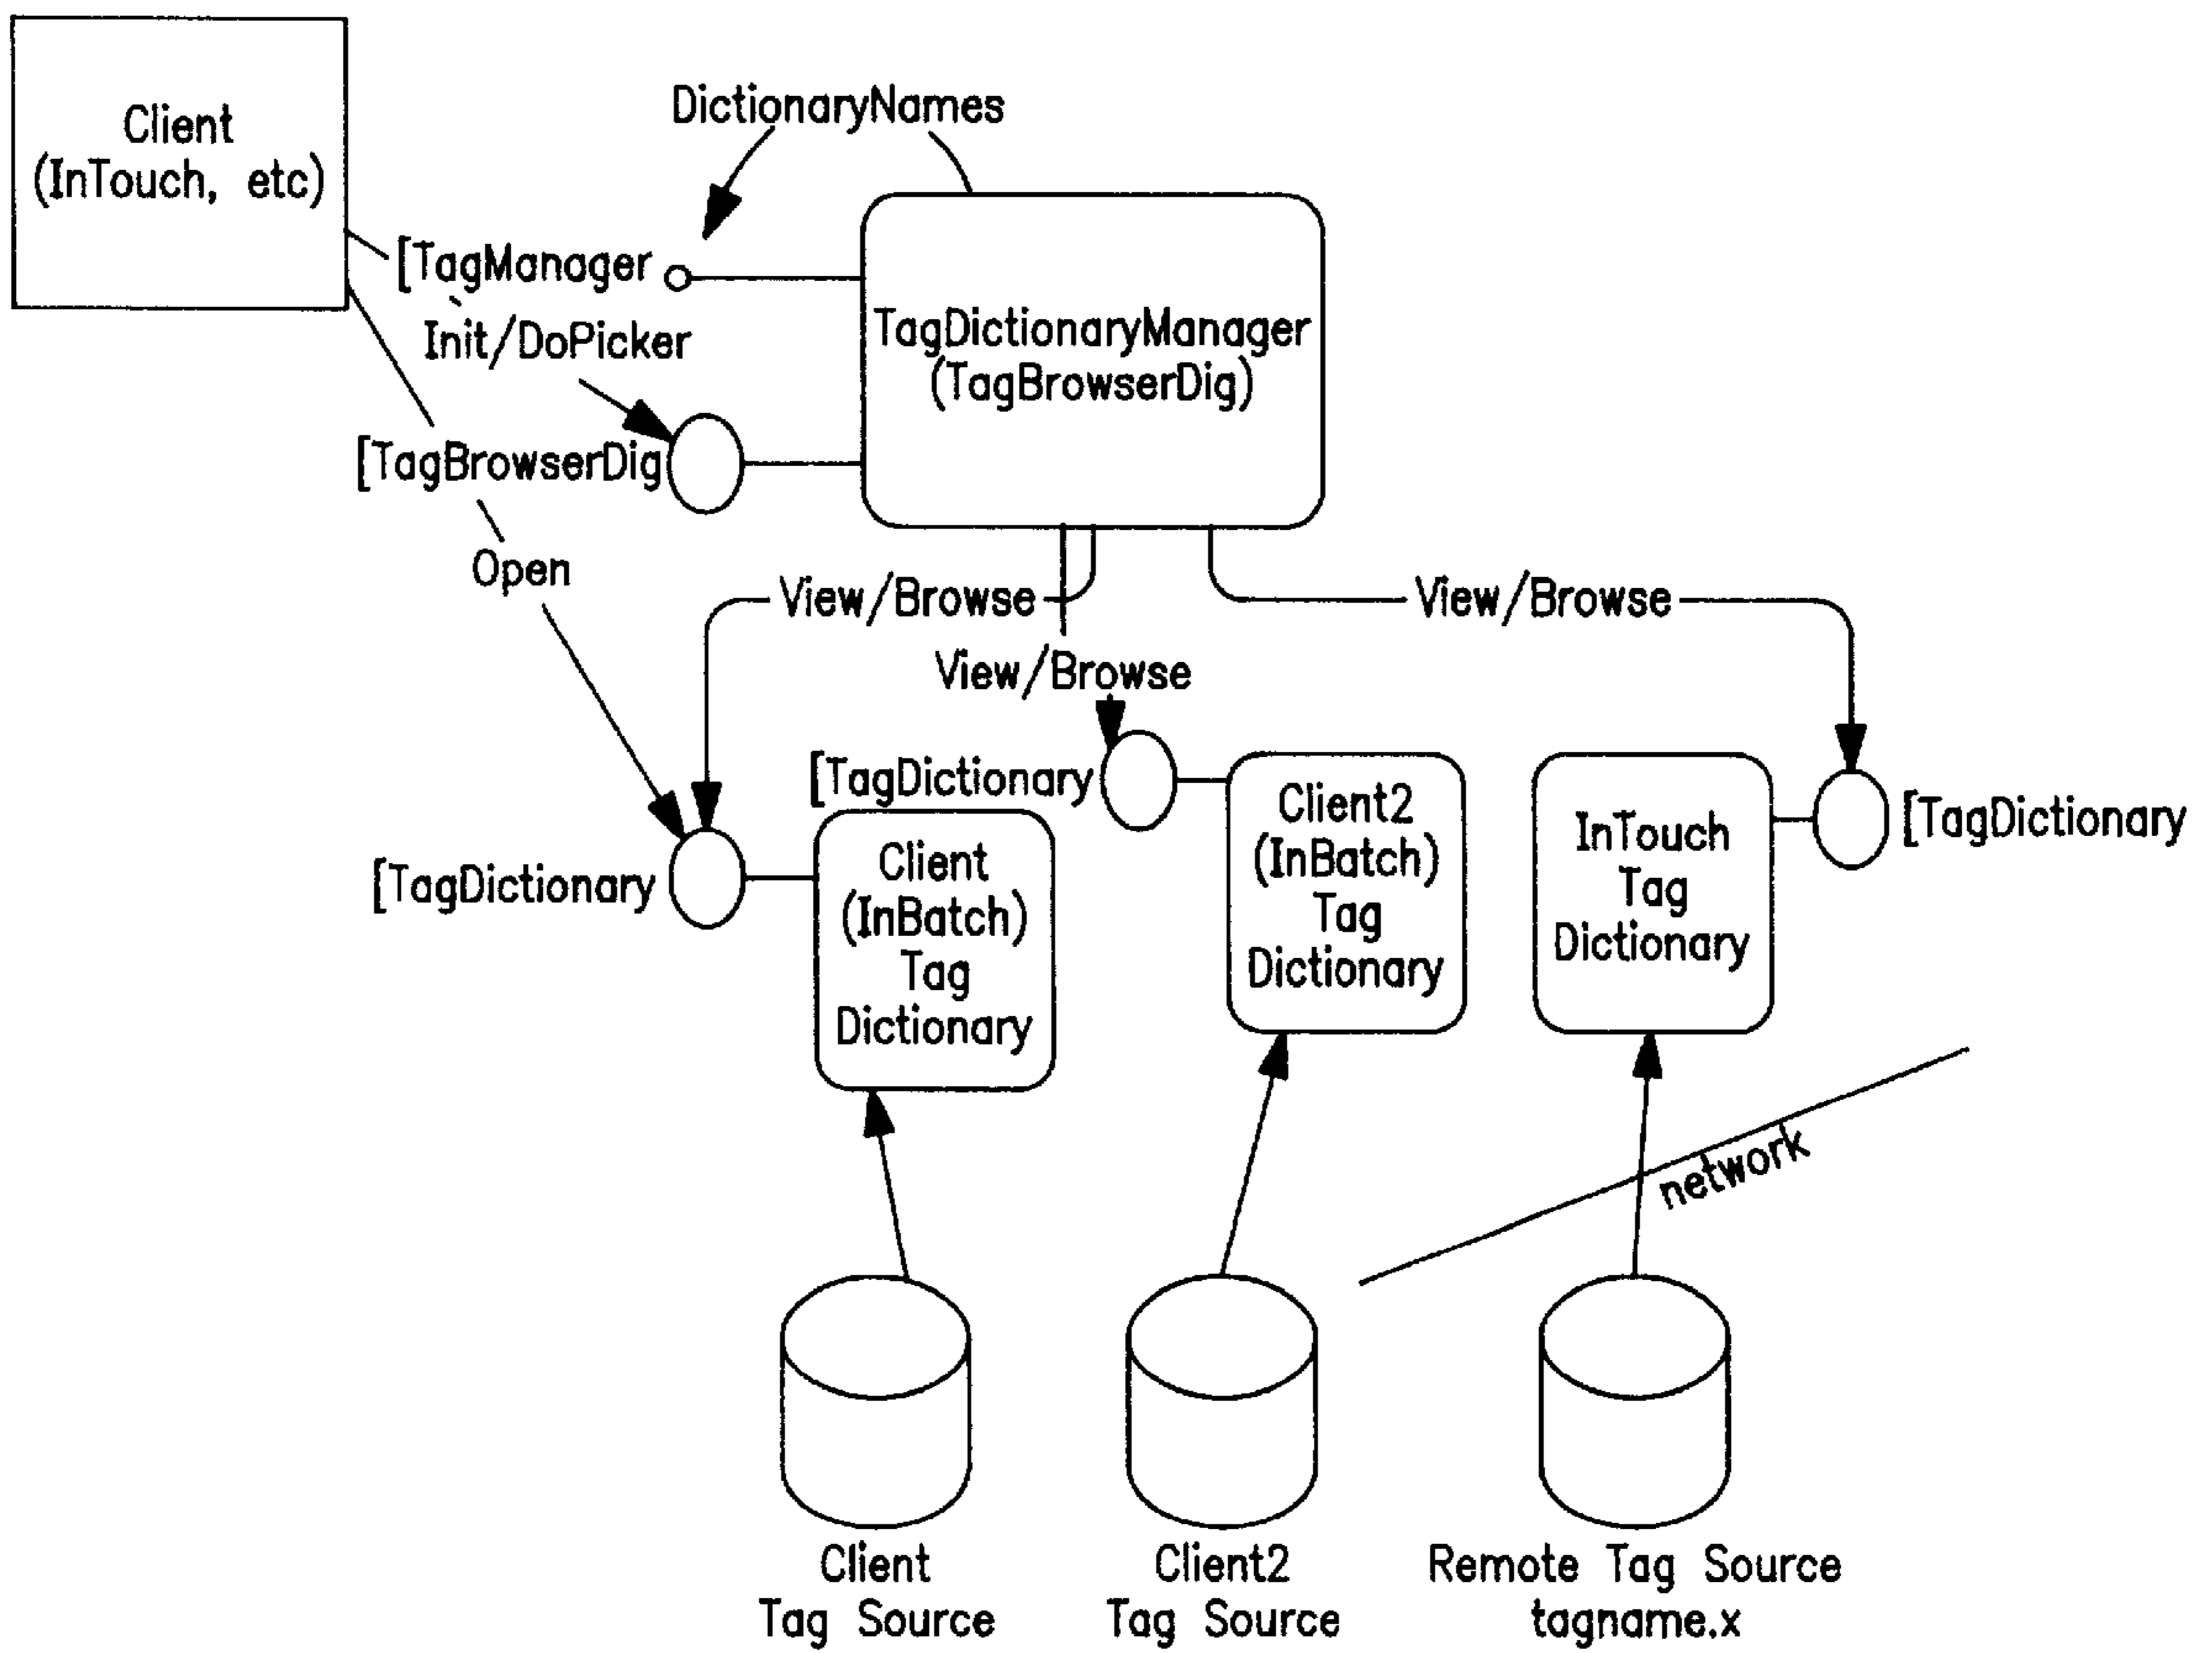 Client
(InTouch, etc)
DictionaryNames
[TagManager
Init/DoPicker
TagDictionaryManager
(TagBrowserDig)
[TagBrowserDig
Open
View/Browse
View/Browse
View/Browse
[TagDictionary
Client2
(InBatch)
Tag
Dictionary
InTouch
Tag
Dictionary
[TagDictionary
[TagDictionary
Client
(InBatch)
Tag
Dictionary
network
Client
Tag Source
Client2
Tag Source
Remote Tag Source
tagname.x